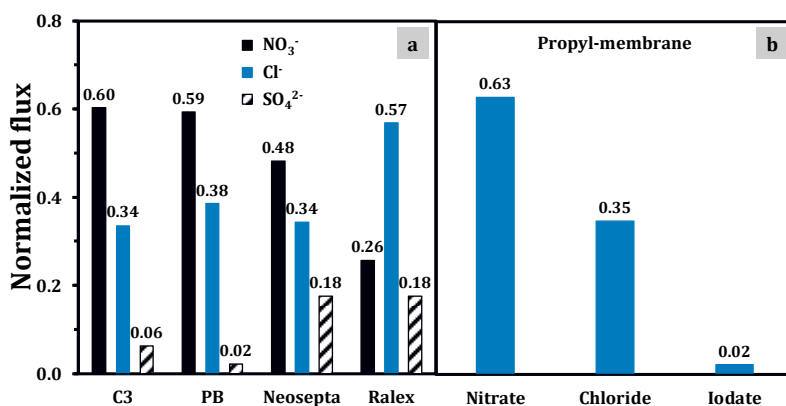 Normalized flux
0.8
0.6
0.4
0.2
0.0
NO₃⁻
Cl⁻
SO₄²⁻
a
0.60
0.34
0.06
0.59
0.38
0.02
0.48
0.34
0.18
0.26
0.57
0.18
C3
PB
Neosepta
Ralex
Propyl-membrane
b
0.63
0.35
0.02
Nitrate
Chloride
Iodate